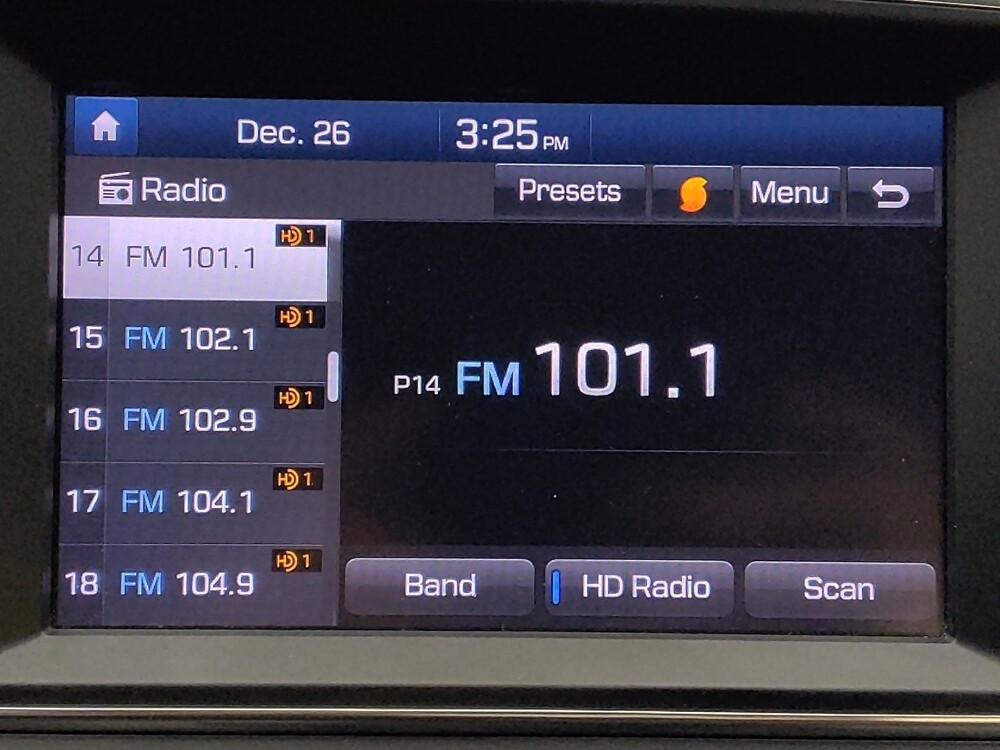 Dec. 26 3:25 PM
Radio Presets Menu
14 FM 101.1 HD 1
15 FM 102.1 HD 1
16 FM 102.9 HD 1
17 FM 104.1 HD 1
18 FM 104.9 HD 1
P14 FM 101.1
Band HD Radio Scan